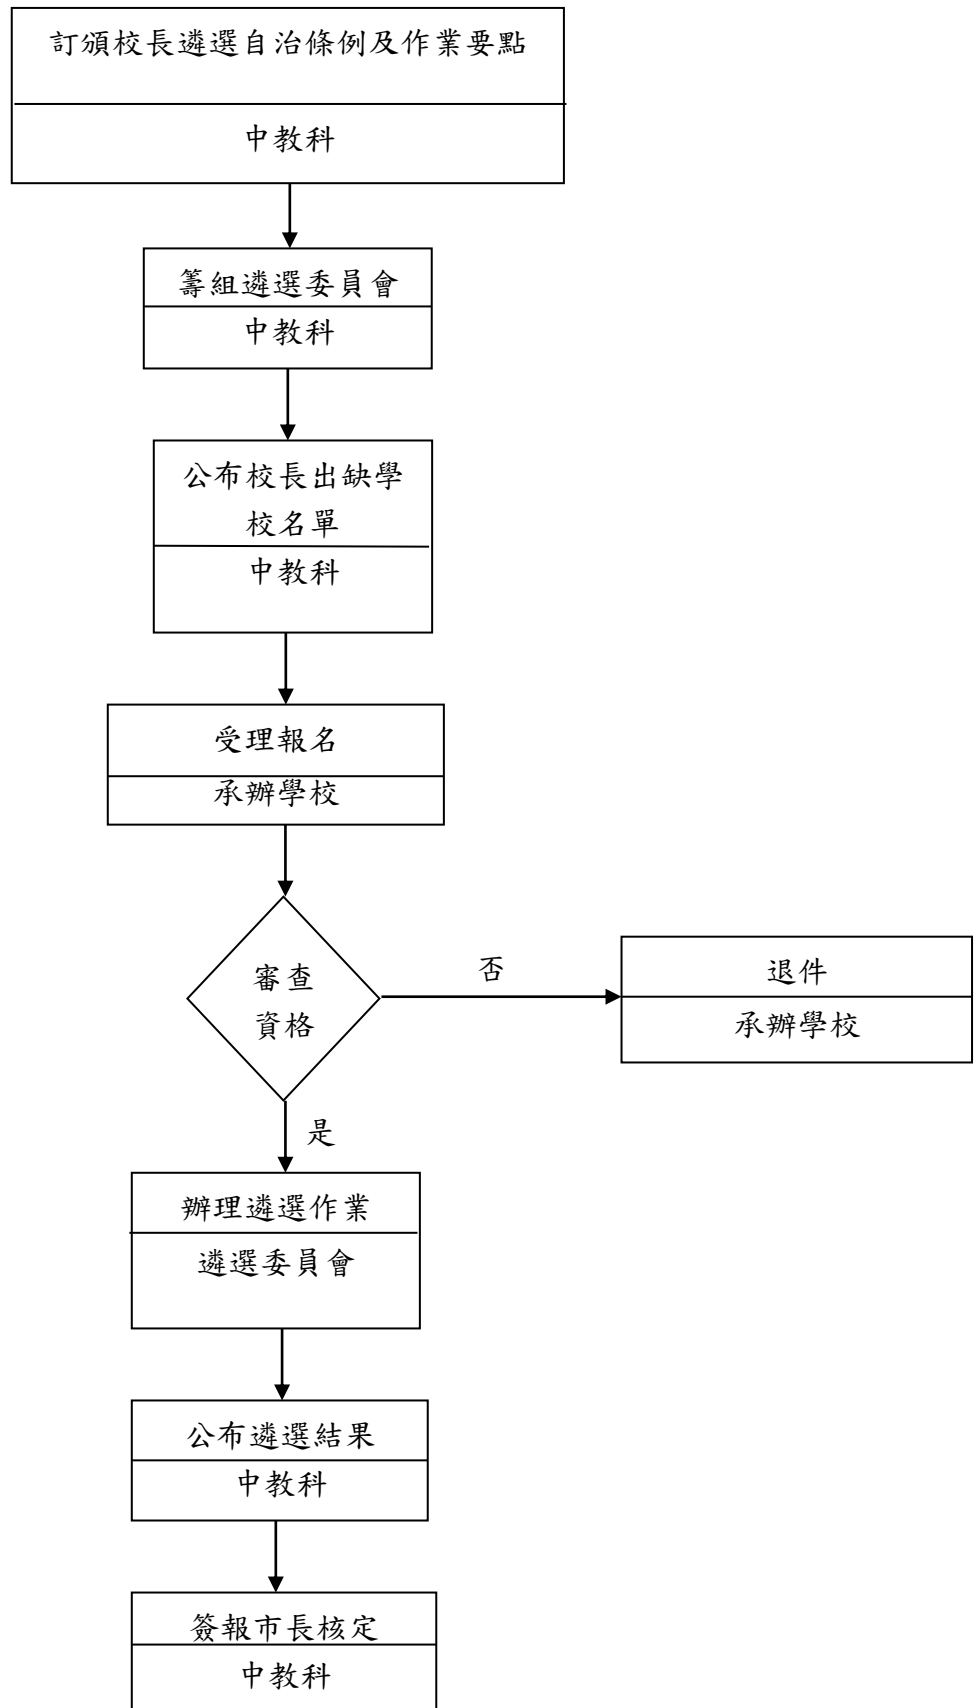 訂頒校長遴選自治條例及作業要點
中教科
籌組遴選委員會
中教科
公布校長出缺學
校名單
中教科
受理報名
承辦學校
審查
資格
否
退件
承辦學校
是
辦理遴選作業
遴選委員會
公布遴選結果
中教科
簽報市長核定
中教科